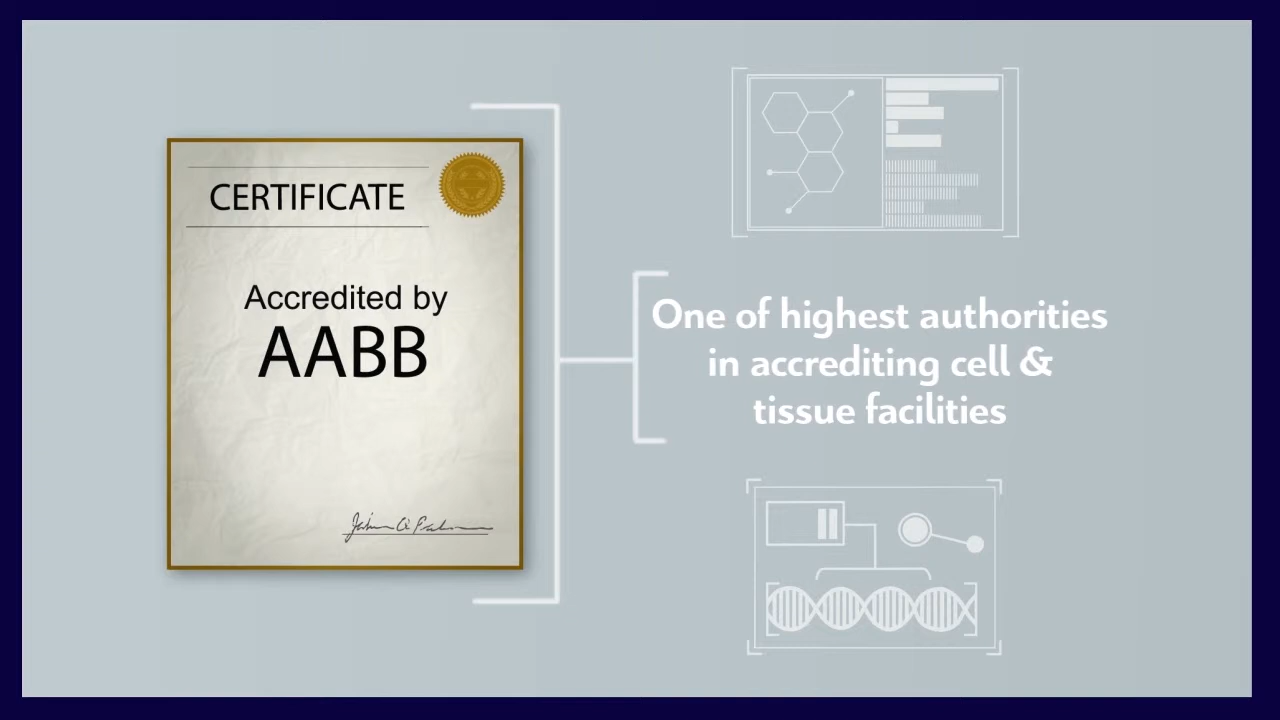 CERTIFICATE
Accredited by
AABB
One of highest authorities
in accrediting cell &
tissue facilities